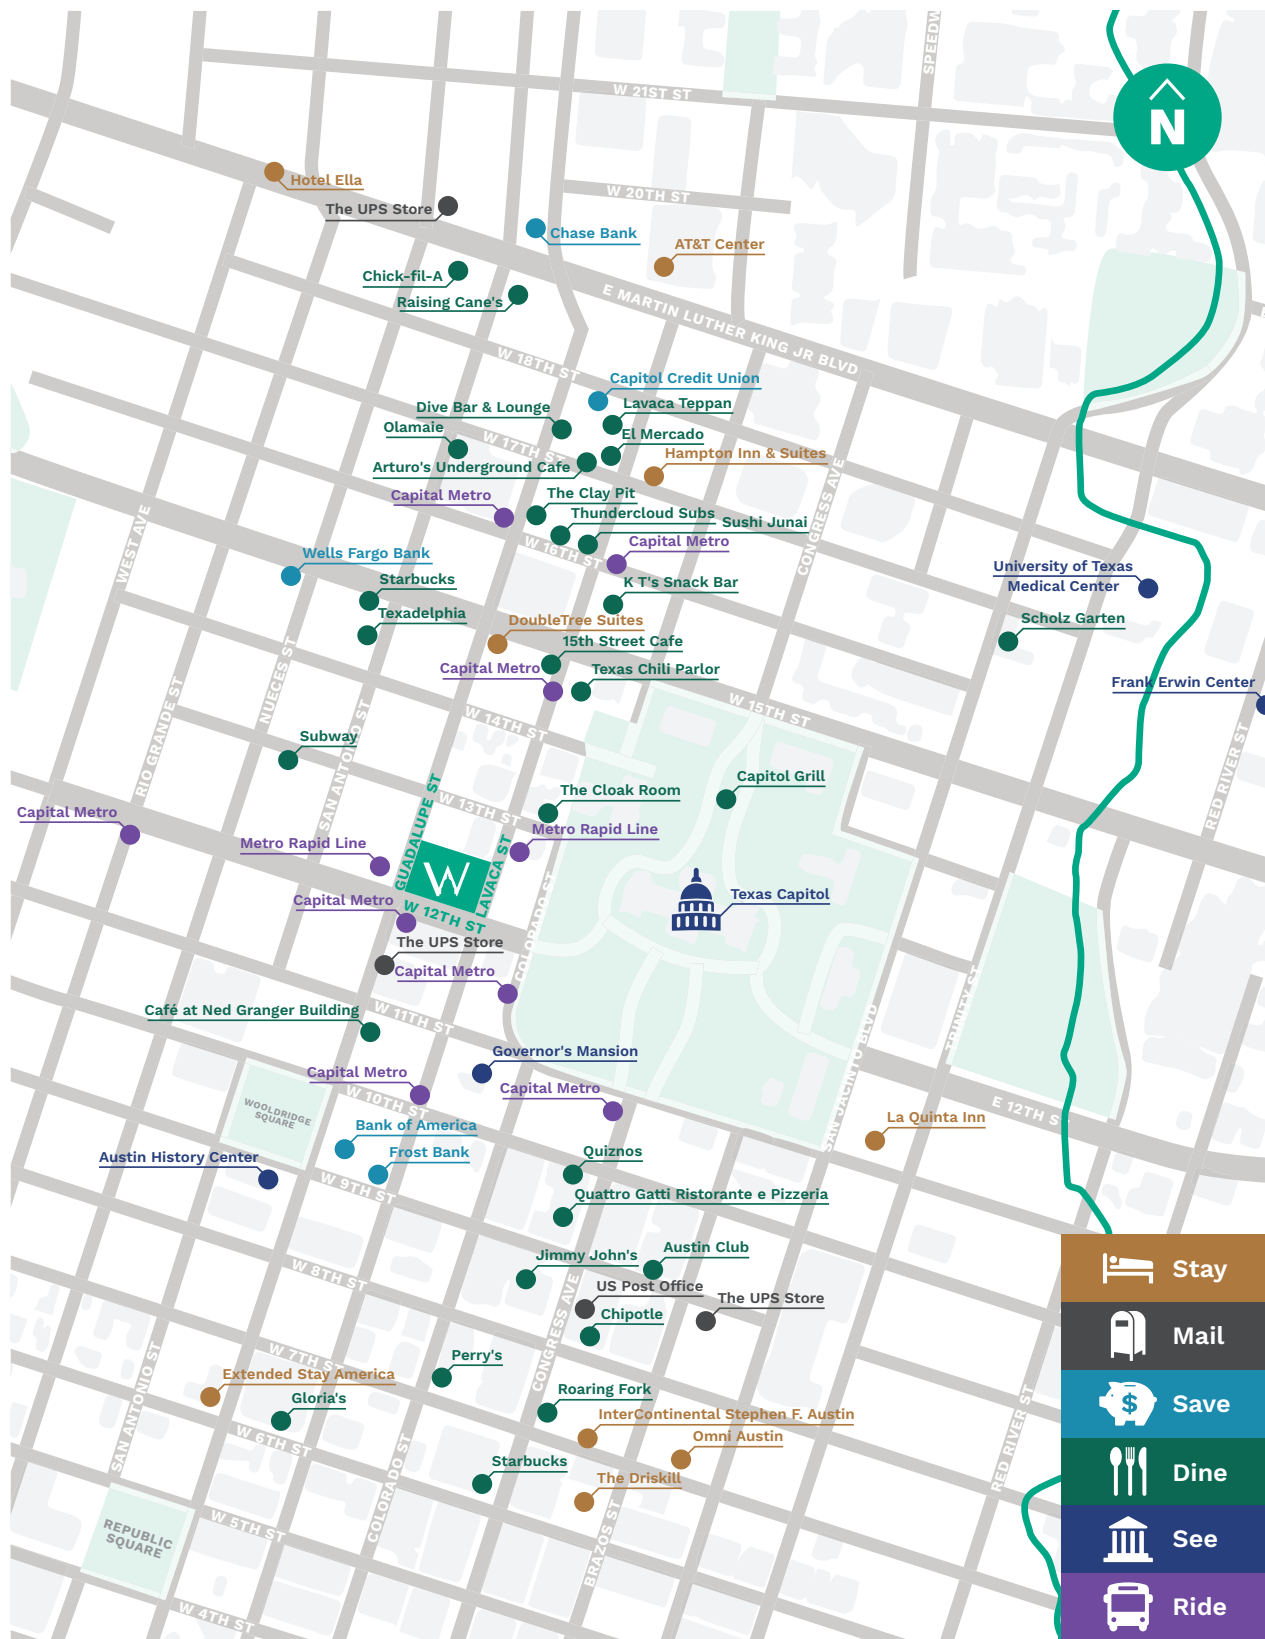 SPEEDW
W 21ST ST
N
W 20TH ST
Hotel Ella
The UPS Store
Chase Bank
AT&T Center
Chick-fil-A
Raising Cane's
E MARTIN LUTHER KING JR BLVD
W 18TH ST
Capitol Credit Union
Dive Bar & Lounge
Lavaca Teppan
Olamaie
El Mercado
W 17TH ST
Hampton Inn & Suites
Arturo's Underground Cafe
Capital Metro
The Clay Pit
Thundercloud Subs
Sushi Junai
CONGRESS AVE
WEST AVE
W 16TH ST
Capital Metro
Wells Fargo Bank
University of Texas
Medical Center
Starbucks
K T's Snack Bar
Texadelphia
DoubleTree Suites
Scholz Garten
15th Street Cafe
Capital Metro
Texas Chili Parlor
Frank Erwin Center
NUECES ST
RIO GRANDE ST
W 15TH ST
W 14TH ST
SAN ANTONIO ST
Subway
RED RIVER ST
Capitol Grill
The Cloak Room
W 13TH ST
GUADALUPE ST
Capital Metro
Metro Rapid Line
Metro Rapid Line
LAVACA ST
W
Capital Metro
W 12TH ST
Texas Capitol
COLORADO ST
The UPS Store
Capital Metro
Café at Ned Granger Building
W 11TH ST
TRINITY ST
SAN JACINTO BLVD
Governor's Mansion
Capital Metro
Capital Metro
W 10TH ST
WOOLDRIDGE
SQUARE
E 12TH S
La Quinta Inn
Bank of America
Frost Bank
Quiznos
Austin History Center
W 9TH ST
Quattro Gatti Ristorante e Pizzeria
Austin Club
Jimmy John's
W 8TH ST
US Post Office
The UPS Store
Chipotle
CONGRESS AVE
W 7TH ST
Perry's
SAN ANTONIO ST
Extended Stay America
Gloria's
Roaring Fork
InterContinental Stephen F. Austin
Omni Austin
W 6TH ST
COLORADO ST
Starbucks
The Driskill
RED RIVER ST
W 5TH ST
BRAZOS ST
REPUBLIC
SQUARE
W 4TH ST
Stay
Mail
$
Save
Dine
See
Ride